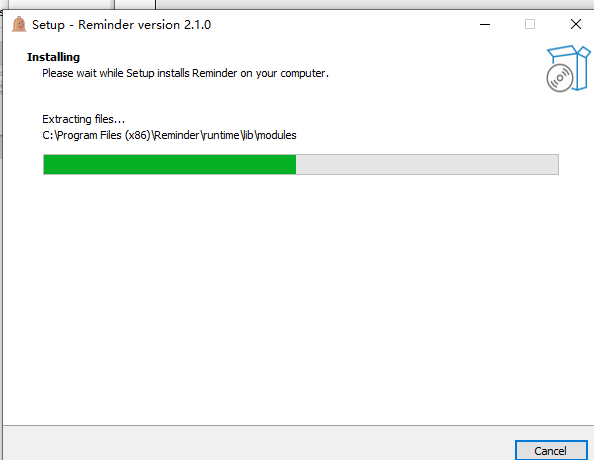 Setup - Reminder version 2.1.0
Installing
Please wait while Setup installs Reminder on your computer.
Extracting files...
C:\Program Files (x86)\Reminder\runtime\lib\modules
Cancel